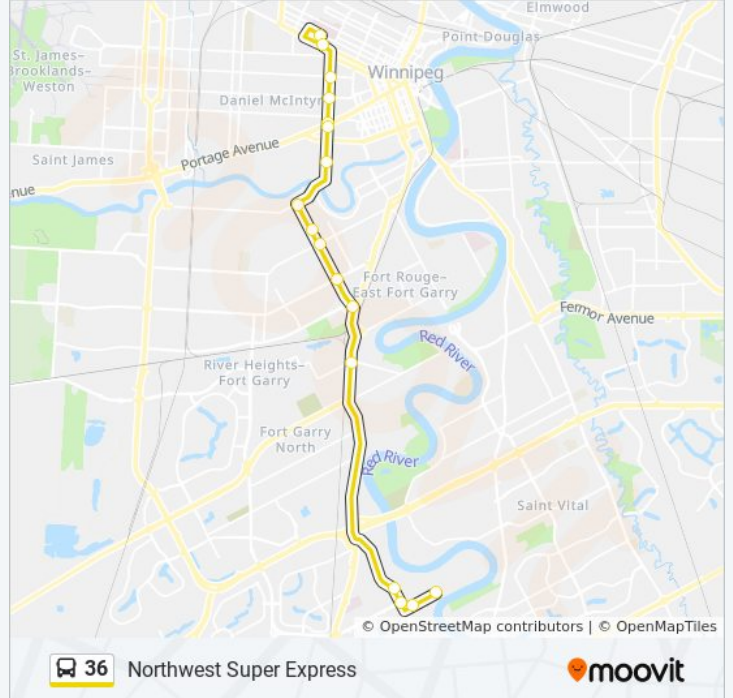 Elmwood
Point Douglas
St. James–
Brooklands–
Weston
Winnipeg
Daniel McIntyr
Portage Avenue
Saint James
nue
Fort Rouge–
East Fort Garry
Fermor Avenue
Red River
River Heights–
Fort Garry
Fort Garry
North
Red River
Saint Vital
© OpenStreetMap contributors | © OpenMapTiles
36 Northwest Super Express
moovit